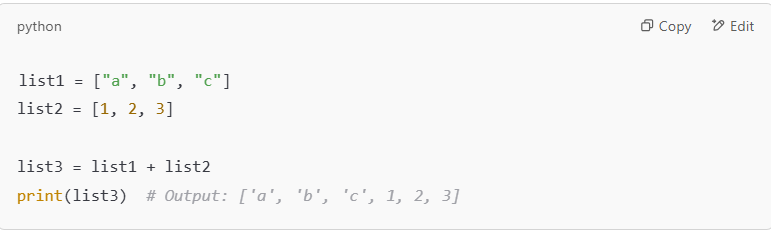 python
Copy
Edit
list1 = ["a", "b", "c"]
list2 = [1, 2, 3]
list3 = list1 + list2
print(list3)  # Output: ['a', 'b', 'c', 1, 2, 3]